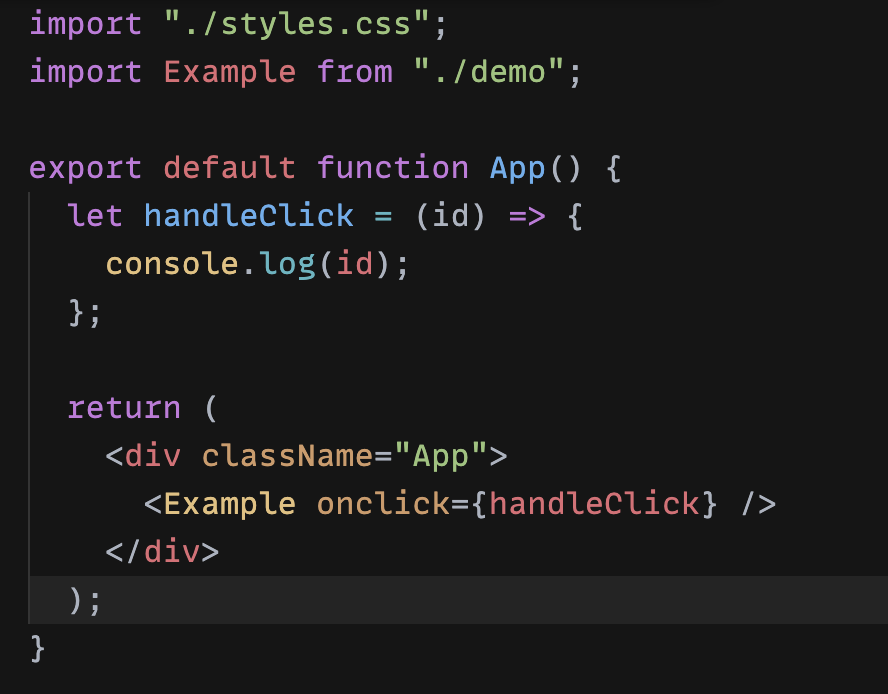 import "./styles.css";
import Example from "./demo";

export default function App() {
  let handleClick = (id) => {
    console.log(id);
  };

  return (
    <div className="App">
      <Example onclick={handleClick} />
    </div>
  );
}